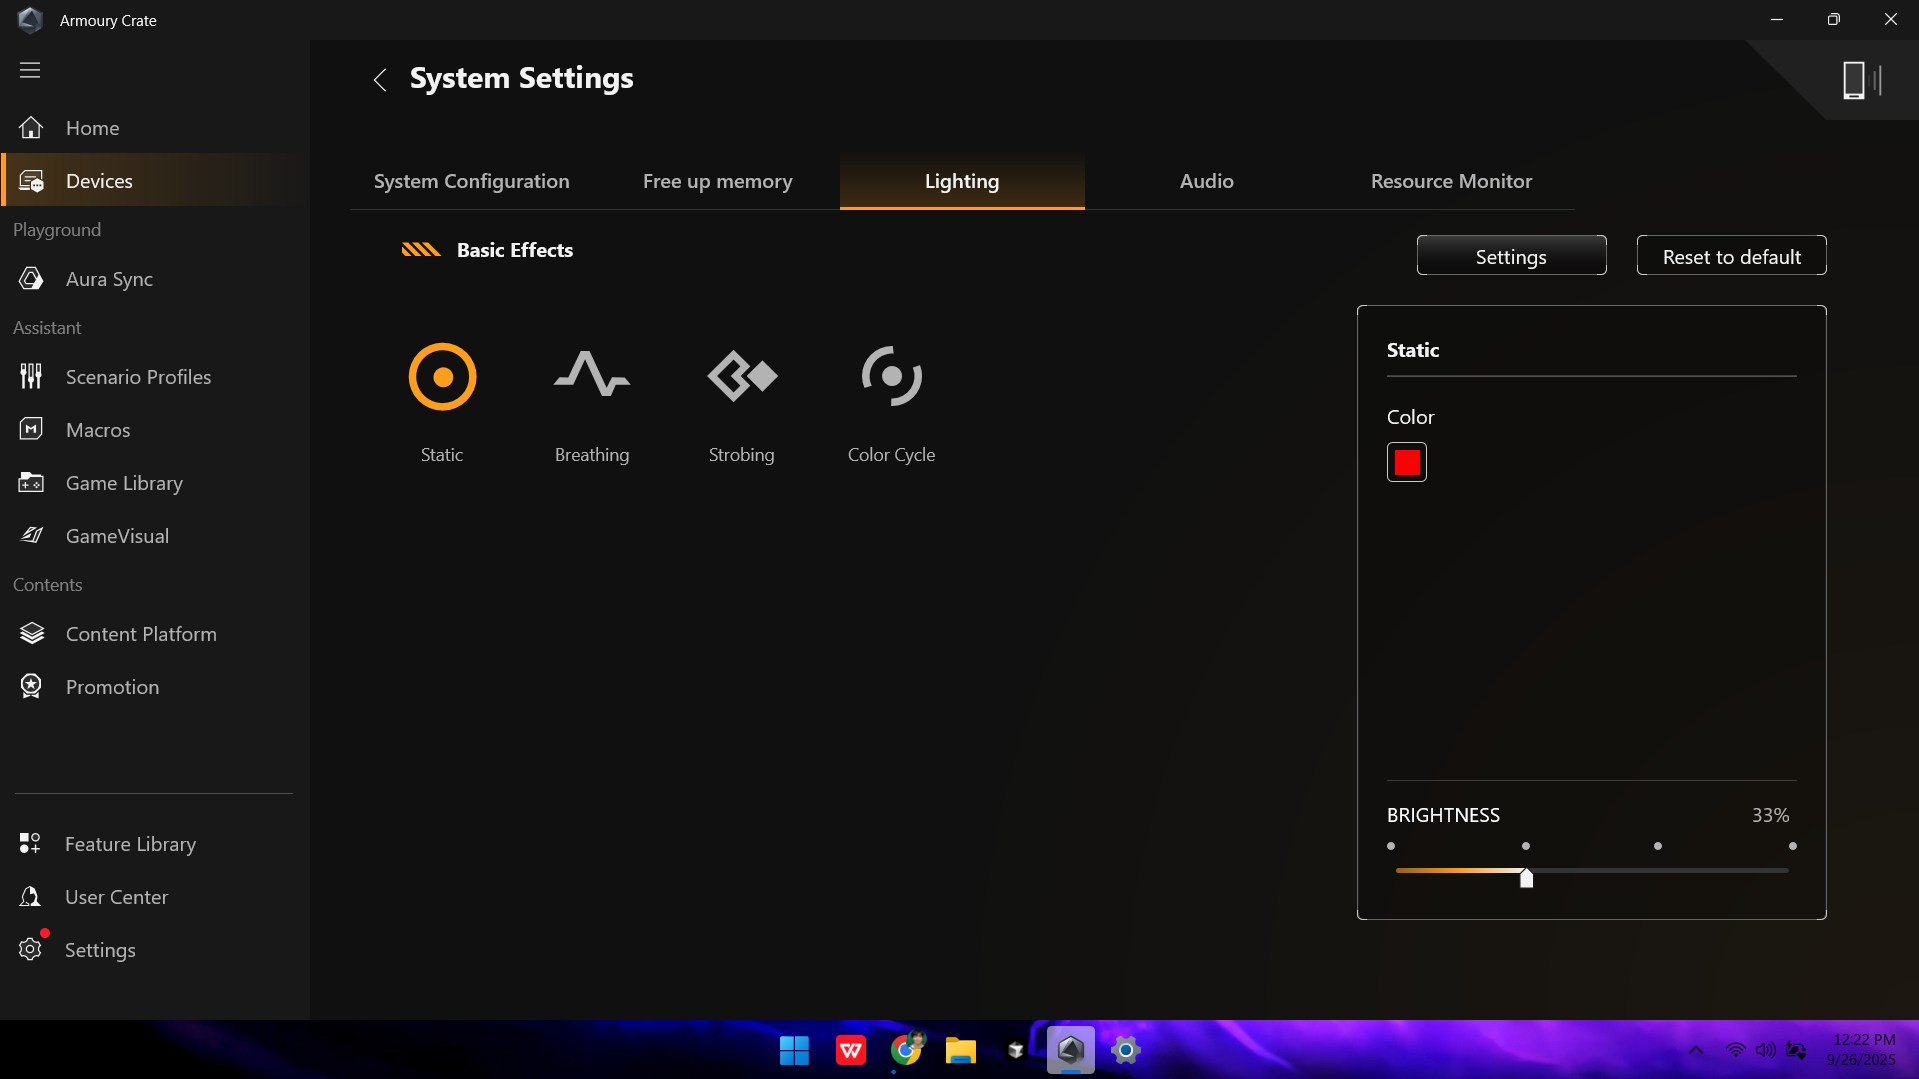 Armoury Crate
System Settings
Home
Devices
Playground
Aura Sync
Assistant
Scenario Profiles
Macros
Game Library
GameVisual
Contents
Content Platform
Promotion
Feature Library
User Center
Settings
System Configuration
Free up memory
Lighting
Audio
Resource Monitor
Basic Effects
Settings
Reset to default
Static
Breathing
Strobing
Color Cycle
Static
Color
BRIGHTNESS
33%
12:22 PM
9/26/2025